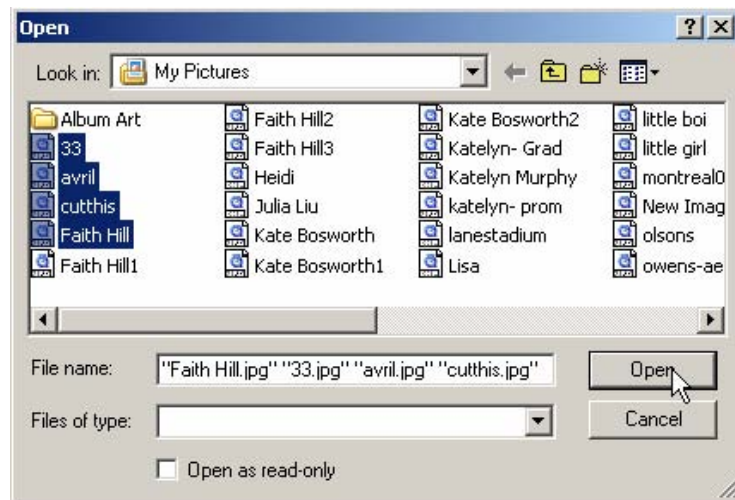 Open
Look in: My Pictures
Album Art
33
avril
cutthis
Faith Hill
Faith Hill1
Faith Hill2
Faith Hill3
Heidi
Julia Liu
Kate Bosworth
Kate Bosworth1
Kate Bosworth2
Katelyn- Grad
Katelyn Murphy
katelyn- prom
lanestadium
Lisa
little boi
little girl
montreal0
New Imag
olsons
owens-ae
File name: "Faith Hill.jpg" "33.jpg" "avril.jpg" "cutthis.jpg" Open
Files of type: Cancel
Open as read-only